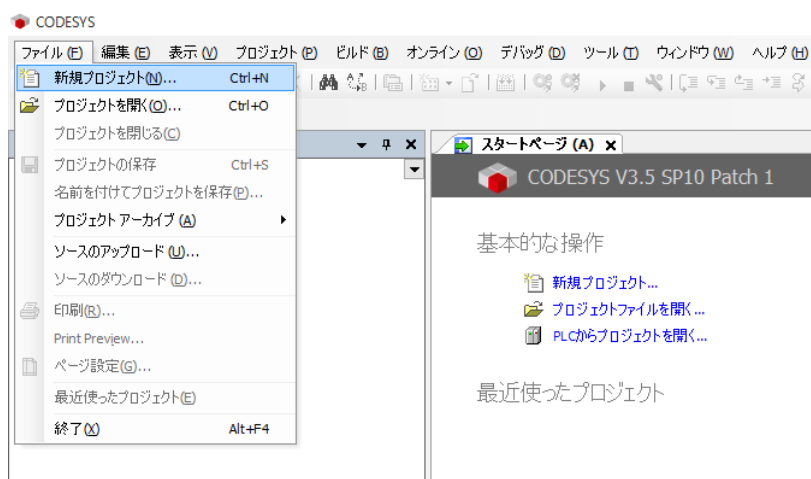 CODESYS
ファイル(F) 編集(E) 表示(V) プロジェクト(P) ビルド(B) オンライン(O) デバッグ(D) ツール(T) ウィンドウ(W) ヘルプ(H)
新規プロジェクト(N)... Ctrl+N
プロジェクトを開く(O)... Ctrl+O
プロジェクトを閉じる(C)
プロジェクトの保存 Ctrl+S
名前を付けてプロジェクトを保存(P)...
プロジェクト アーカイブ (A)
ソースのアップロード (U)...
ソースのダウンロード (D)...
印刷(R)...
Print Preview...
ページ設定(G)...
最近使ったプロジェクト(E)
終了(X) Alt+F4
スタートページ (A)
CODESYS V3.5 SP10 Patch 1
基本的な操作
新規プロジェクト...
プロジェクトファイルを開く...
PLCからプロジェクトを開く...
最近使ったプロジェクト